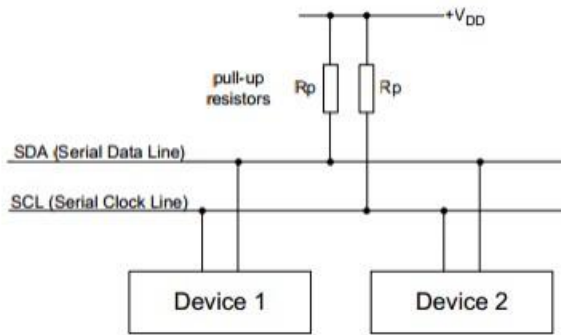 +VDD
pull-up
resistors
Rp
Rp
SDA (Serial Data Line)
SCL (Serial Clock Line)
Device 1
Device 2